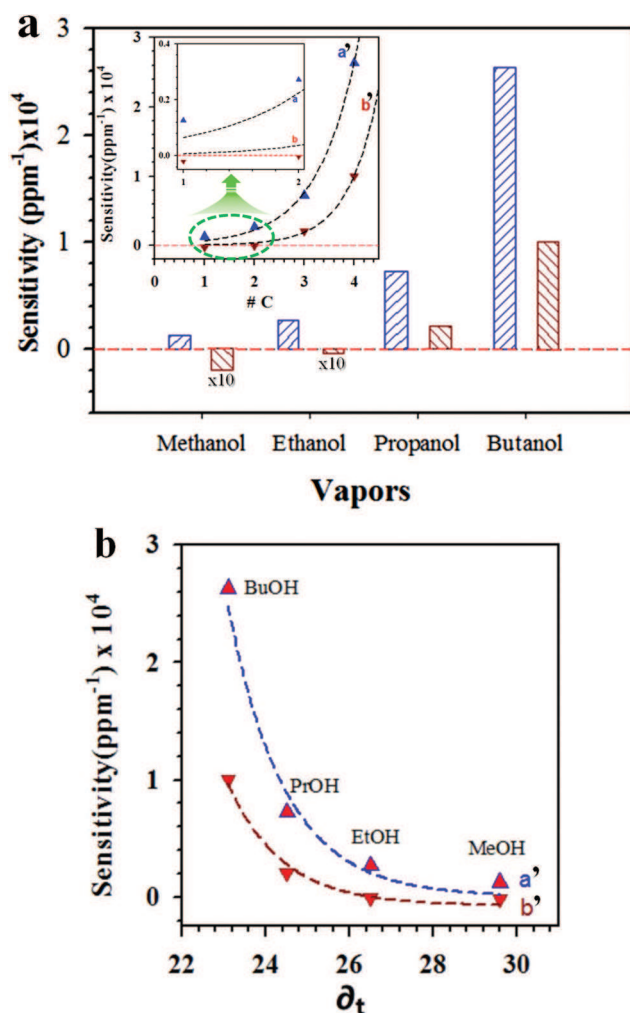 a
Sensitivity (ppm⁻¹)x10⁴
3
2
1
0
Sensitivity(ppm⁻¹) x 10⁴
3
2
1
0
0.4
0.2
0.0
a
b
1
2
a’
b’
0 1 2 3 4
# C
x10
x10
Methanol Ethanol Propanol Butanol
Vapors
b
Sensitivity(ppm⁻¹) x 10⁴
3
2
1
0
BuOH
PrOH
EtOH
MeOH
a’
b’
22 24 26 28 30
∂t